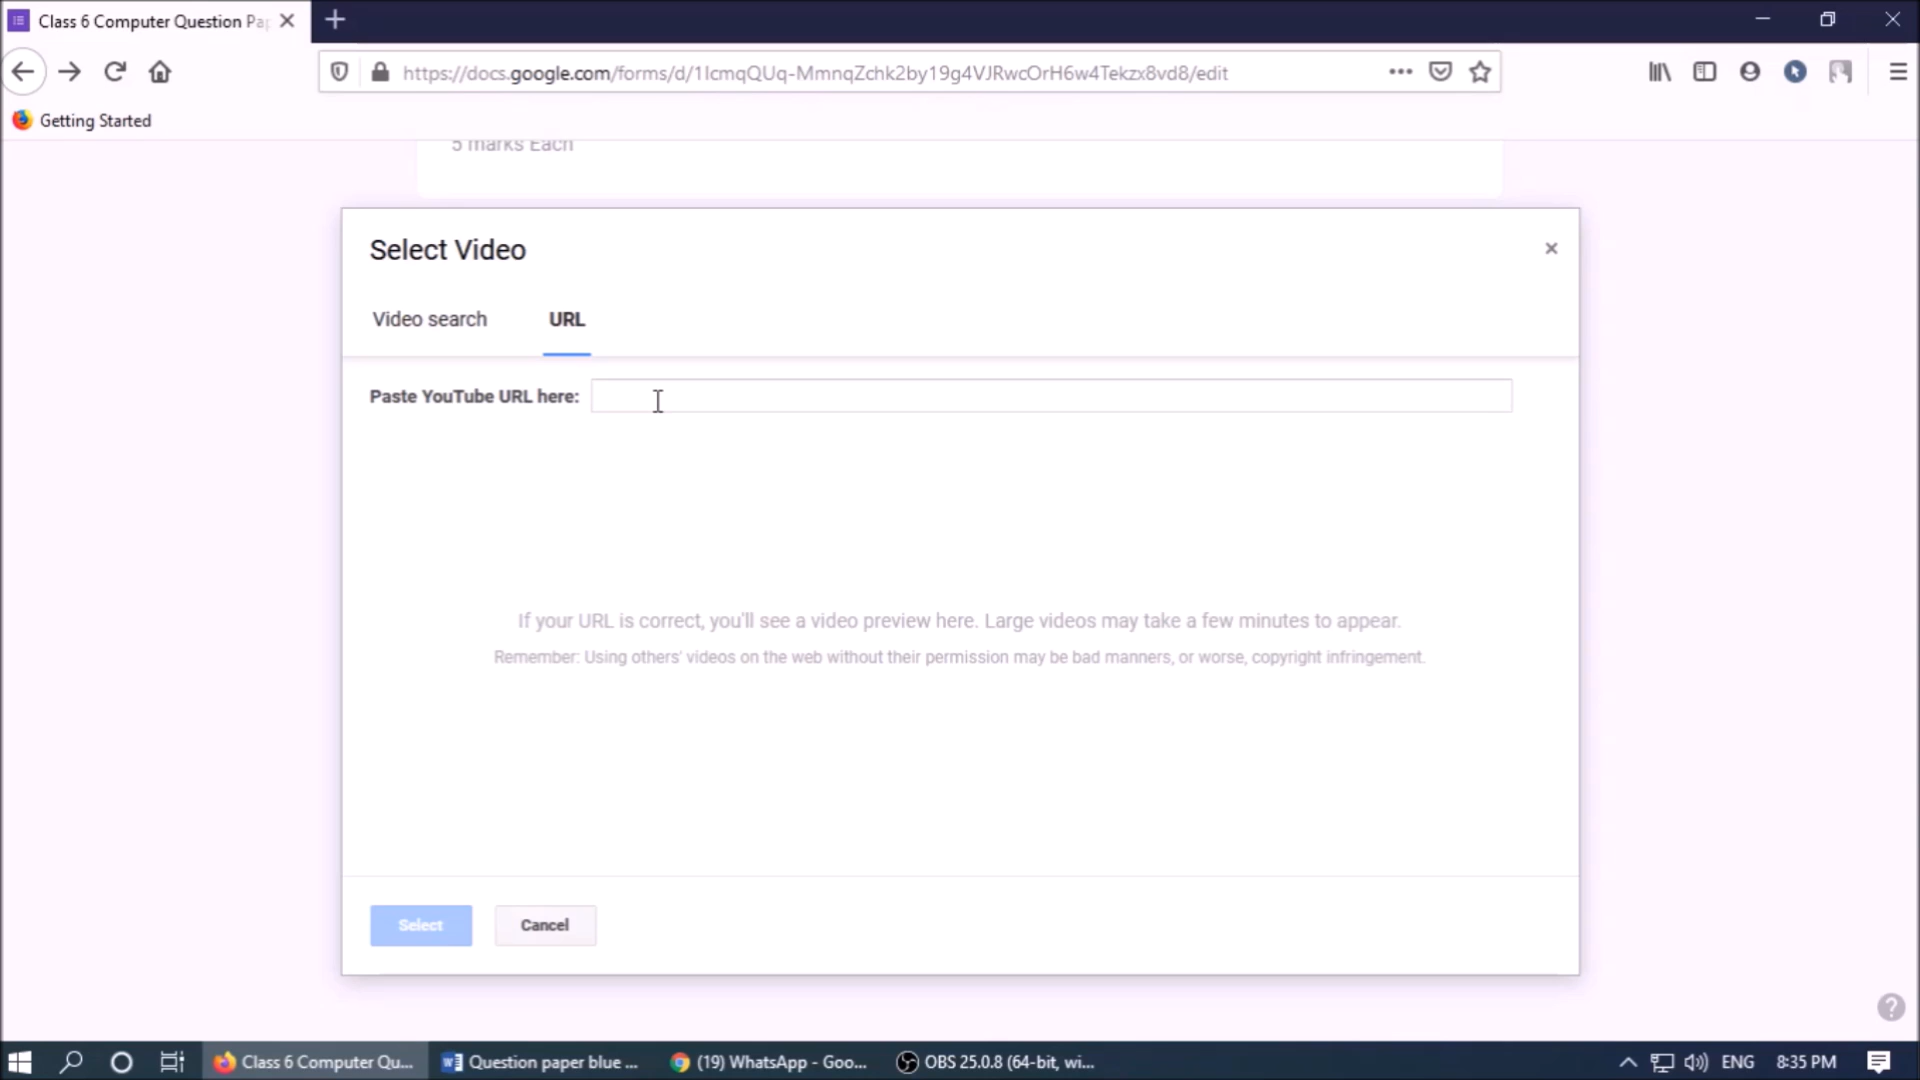 Class 6 Computer Question Pap
https://docs.google.com/forms/d/1IcmqQUq-MmnqZchk2by19g4VJRwcOrH6w4Tekzx8vd8/edit
Getting Started
5 marks Each
Select Video
Video search
URL
Paste YouTube URL here:
If your URL is correct, you'll see a video preview here. Large videos may take a few minutes to appear.
Remember: Using others' videos on the web without their permission may be bad manners, or worse, copyright infringement.
Select
Cancel
Class 6 Computer Qu...
Question paper blue ...
(19) WhatsApp - Goo...
OBS 25.0.8 (64-bit, wi...
ENG
8:35 PM